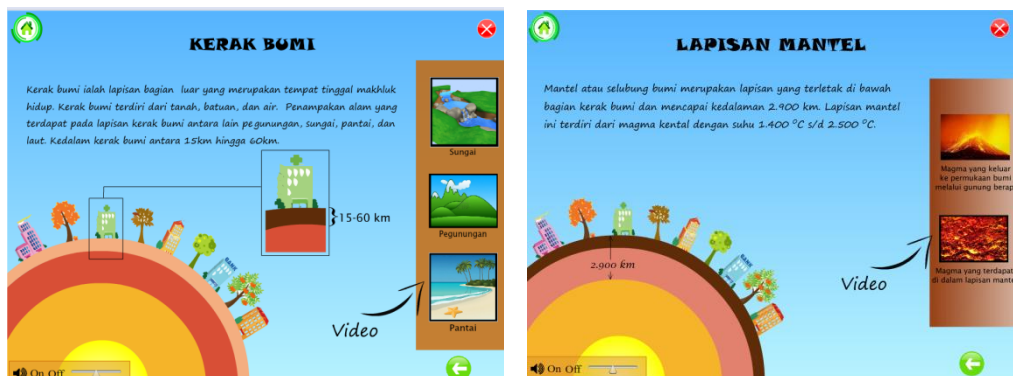 KERAK BUMI
Kerak bumi ialah lapisan bagian luar yang merupakan tempat tinggal makhluk
hidup. Kerak bumi terdiri dari tanah, batuan, dan air. Penampakan alam yang
terdapat pada lapisan kerak bumi antara lain pegunungan, sungai, pantai, dan
laut. Kedalam kerak bumi antara 15km hingga 60km.
15-60 km
BANK
Sungai
Pegunungan
Pantai
Video
On Off
LAPISAN MANTEL
Mantel atau selubung bumi merupakan lapisan yang terletak di bawah
bagian kerak bumi dan mencapai kedalaman 2.900 km. Lapisan mantel
ini terdiri dari magma kental dengan suhu 1.400 °C s/d 2.500 °C.
2.900 km
BANK
Magma yang keluar
ke permukaan bumi
melalui gunung berap
Magma yang terdapat
di dalam lapisan mante
Video
On Off